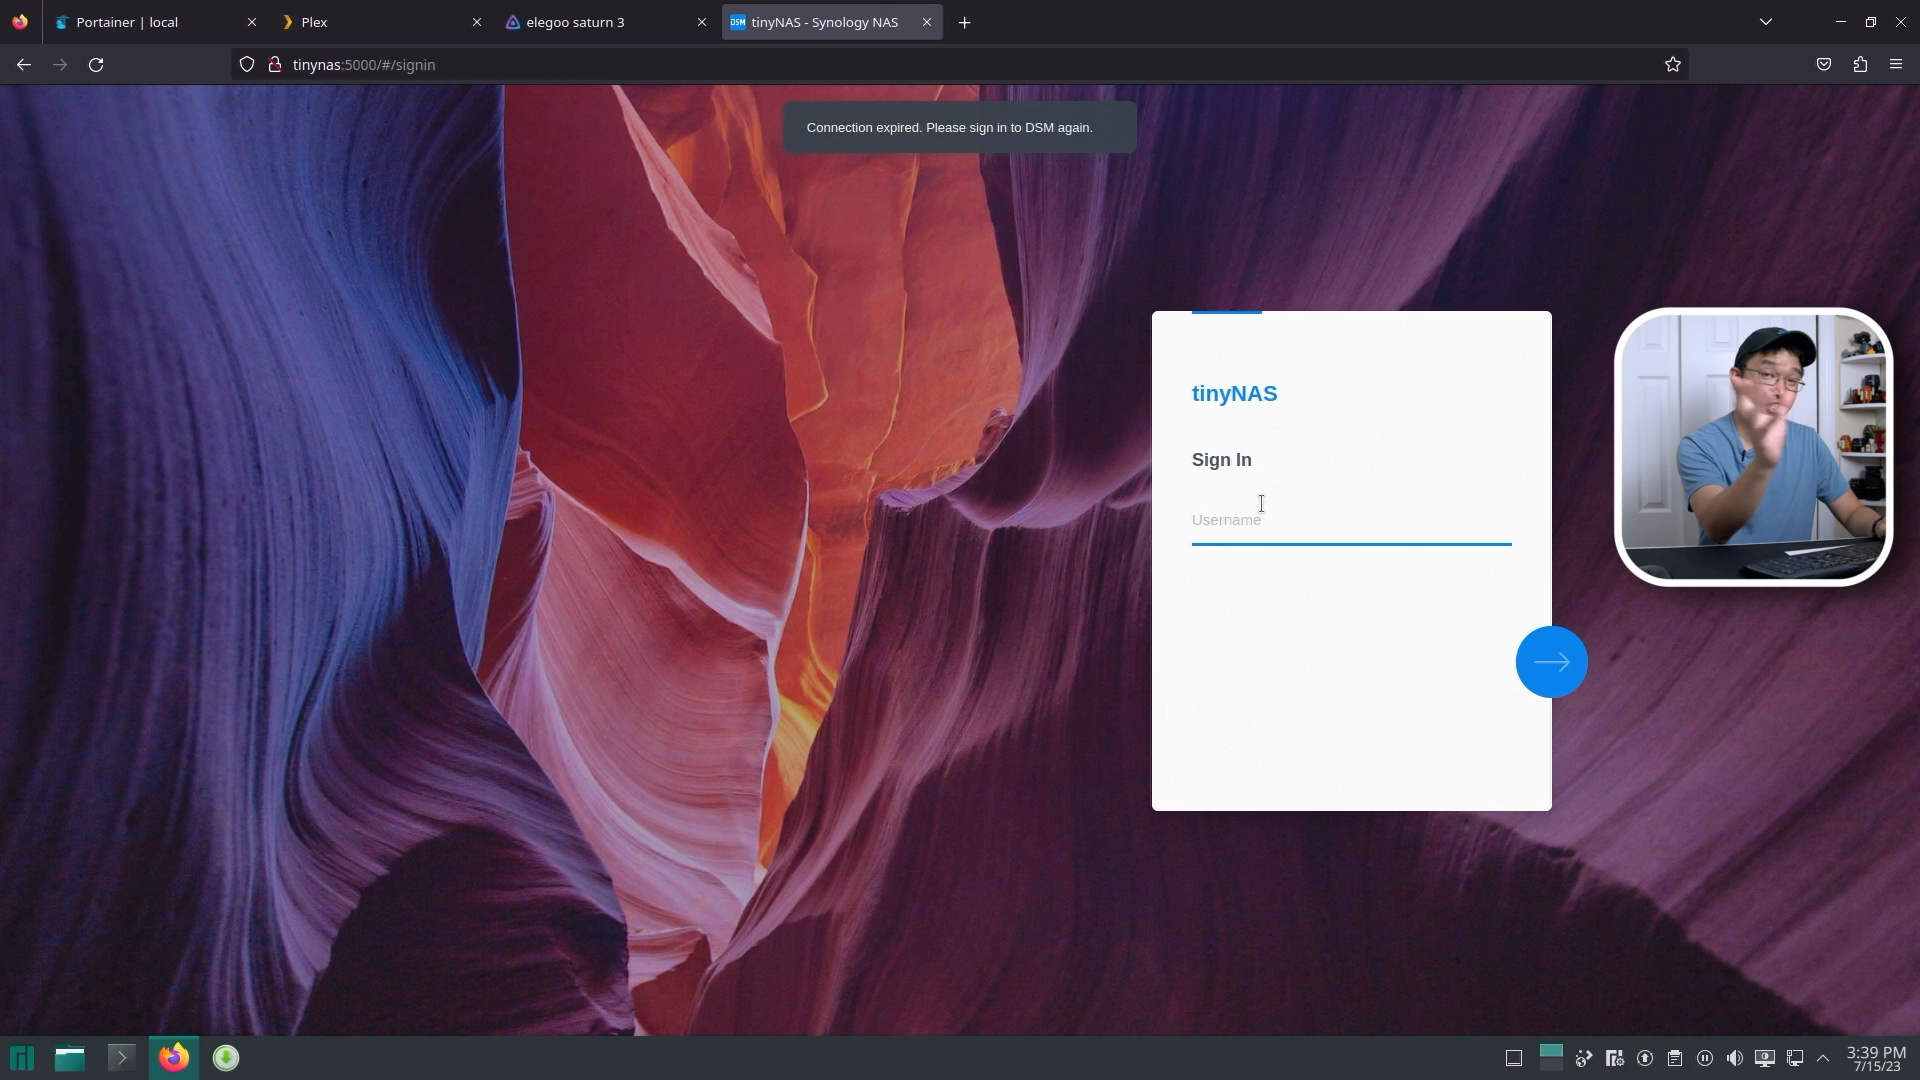 Portainer | local
Plex
elegoo saturn 3
DSM
tinyNAS - Synology NAS
tinynas:5000/#/signin
Connection expired. Please sign in to DSM again.
tinyNAS
Sign In
Username
3:39 PM
7/15/23